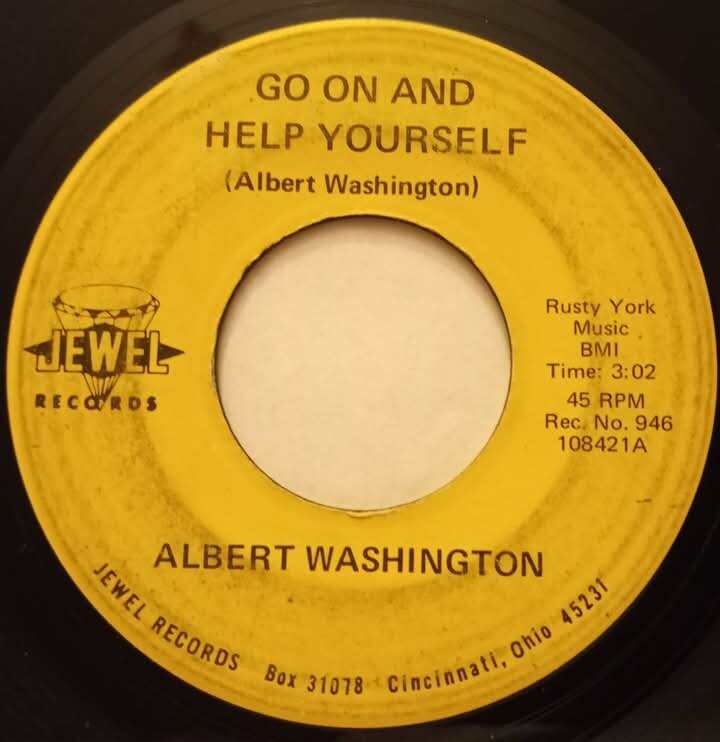 GO ON AND
HELP YOURSELF
(Albert Washington)
JEWEL
RECORDS
Rusty York
Music
BMI
Time: 3:02
45 RPM
Rec. No. 946
108421A
ALBERT WASHINGTON
JEWEL RECORDS Box 31078 Cincinnati, Ohio 45231